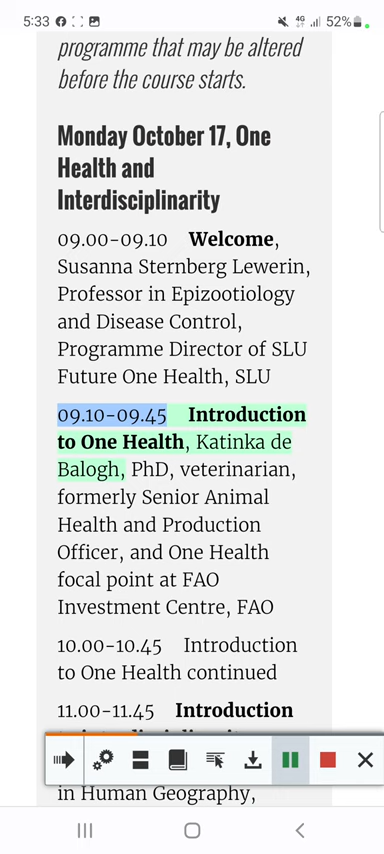 5:33 4G 52%
programme that may be altered
before the course starts.
Monday October 17, One
Health and
Interdisciplinarity
09.00-09.10 Welcome,
Susanna Sternberg Lewerin,
Professor in Epizootiology
and Disease Control,
Programme Director of SLU
Future One Health, SLU
09.10-09.45 Introduction
to One Health, Katinka de
Balogh, PhD, veterinarian,
formerly Senior Animal
Health and Production
Officer, and One Health
focal point at FAO
Investment Centre, FAO
10.00-10.45 Introduction
to One Health continued
11.00-11.45 Introduction
in Human Geography,